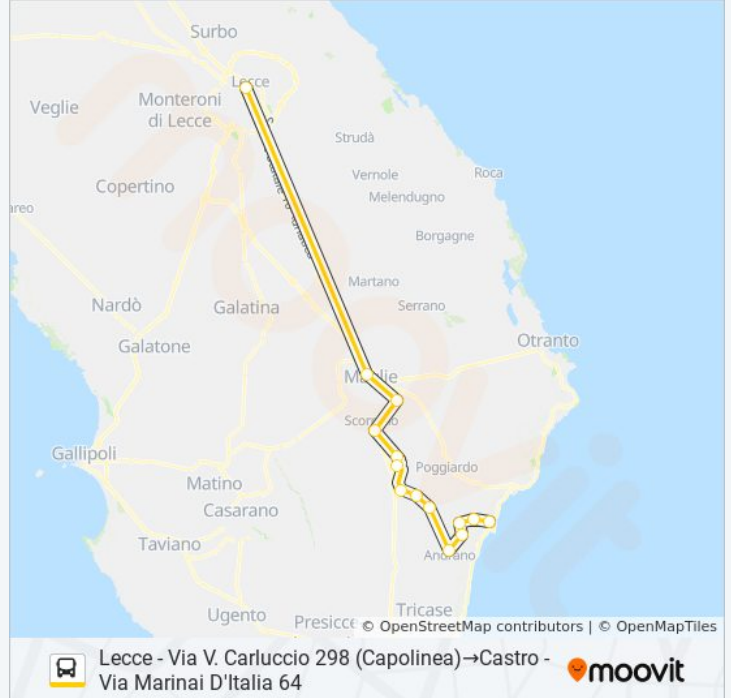 Surbo
Lecce
Veglie
Monteroni
di Lecce
Strudà
Vernole
Roca
Copertino
Melendugno
Borgagne
Martano
Nardò
Galatina
Serrano
Galatone
Otranto
Gallipoli
Poggiardo
Matino
Casarano
Taviano
Andrano
Ugento
Presicce
Tricase
© OpenStreetMap contributors | © OpenMapTiles
Lecce - Via V. Carluccio 298 (Capolinea)→Castro -
Via Marinai D'Italia 64
moovit